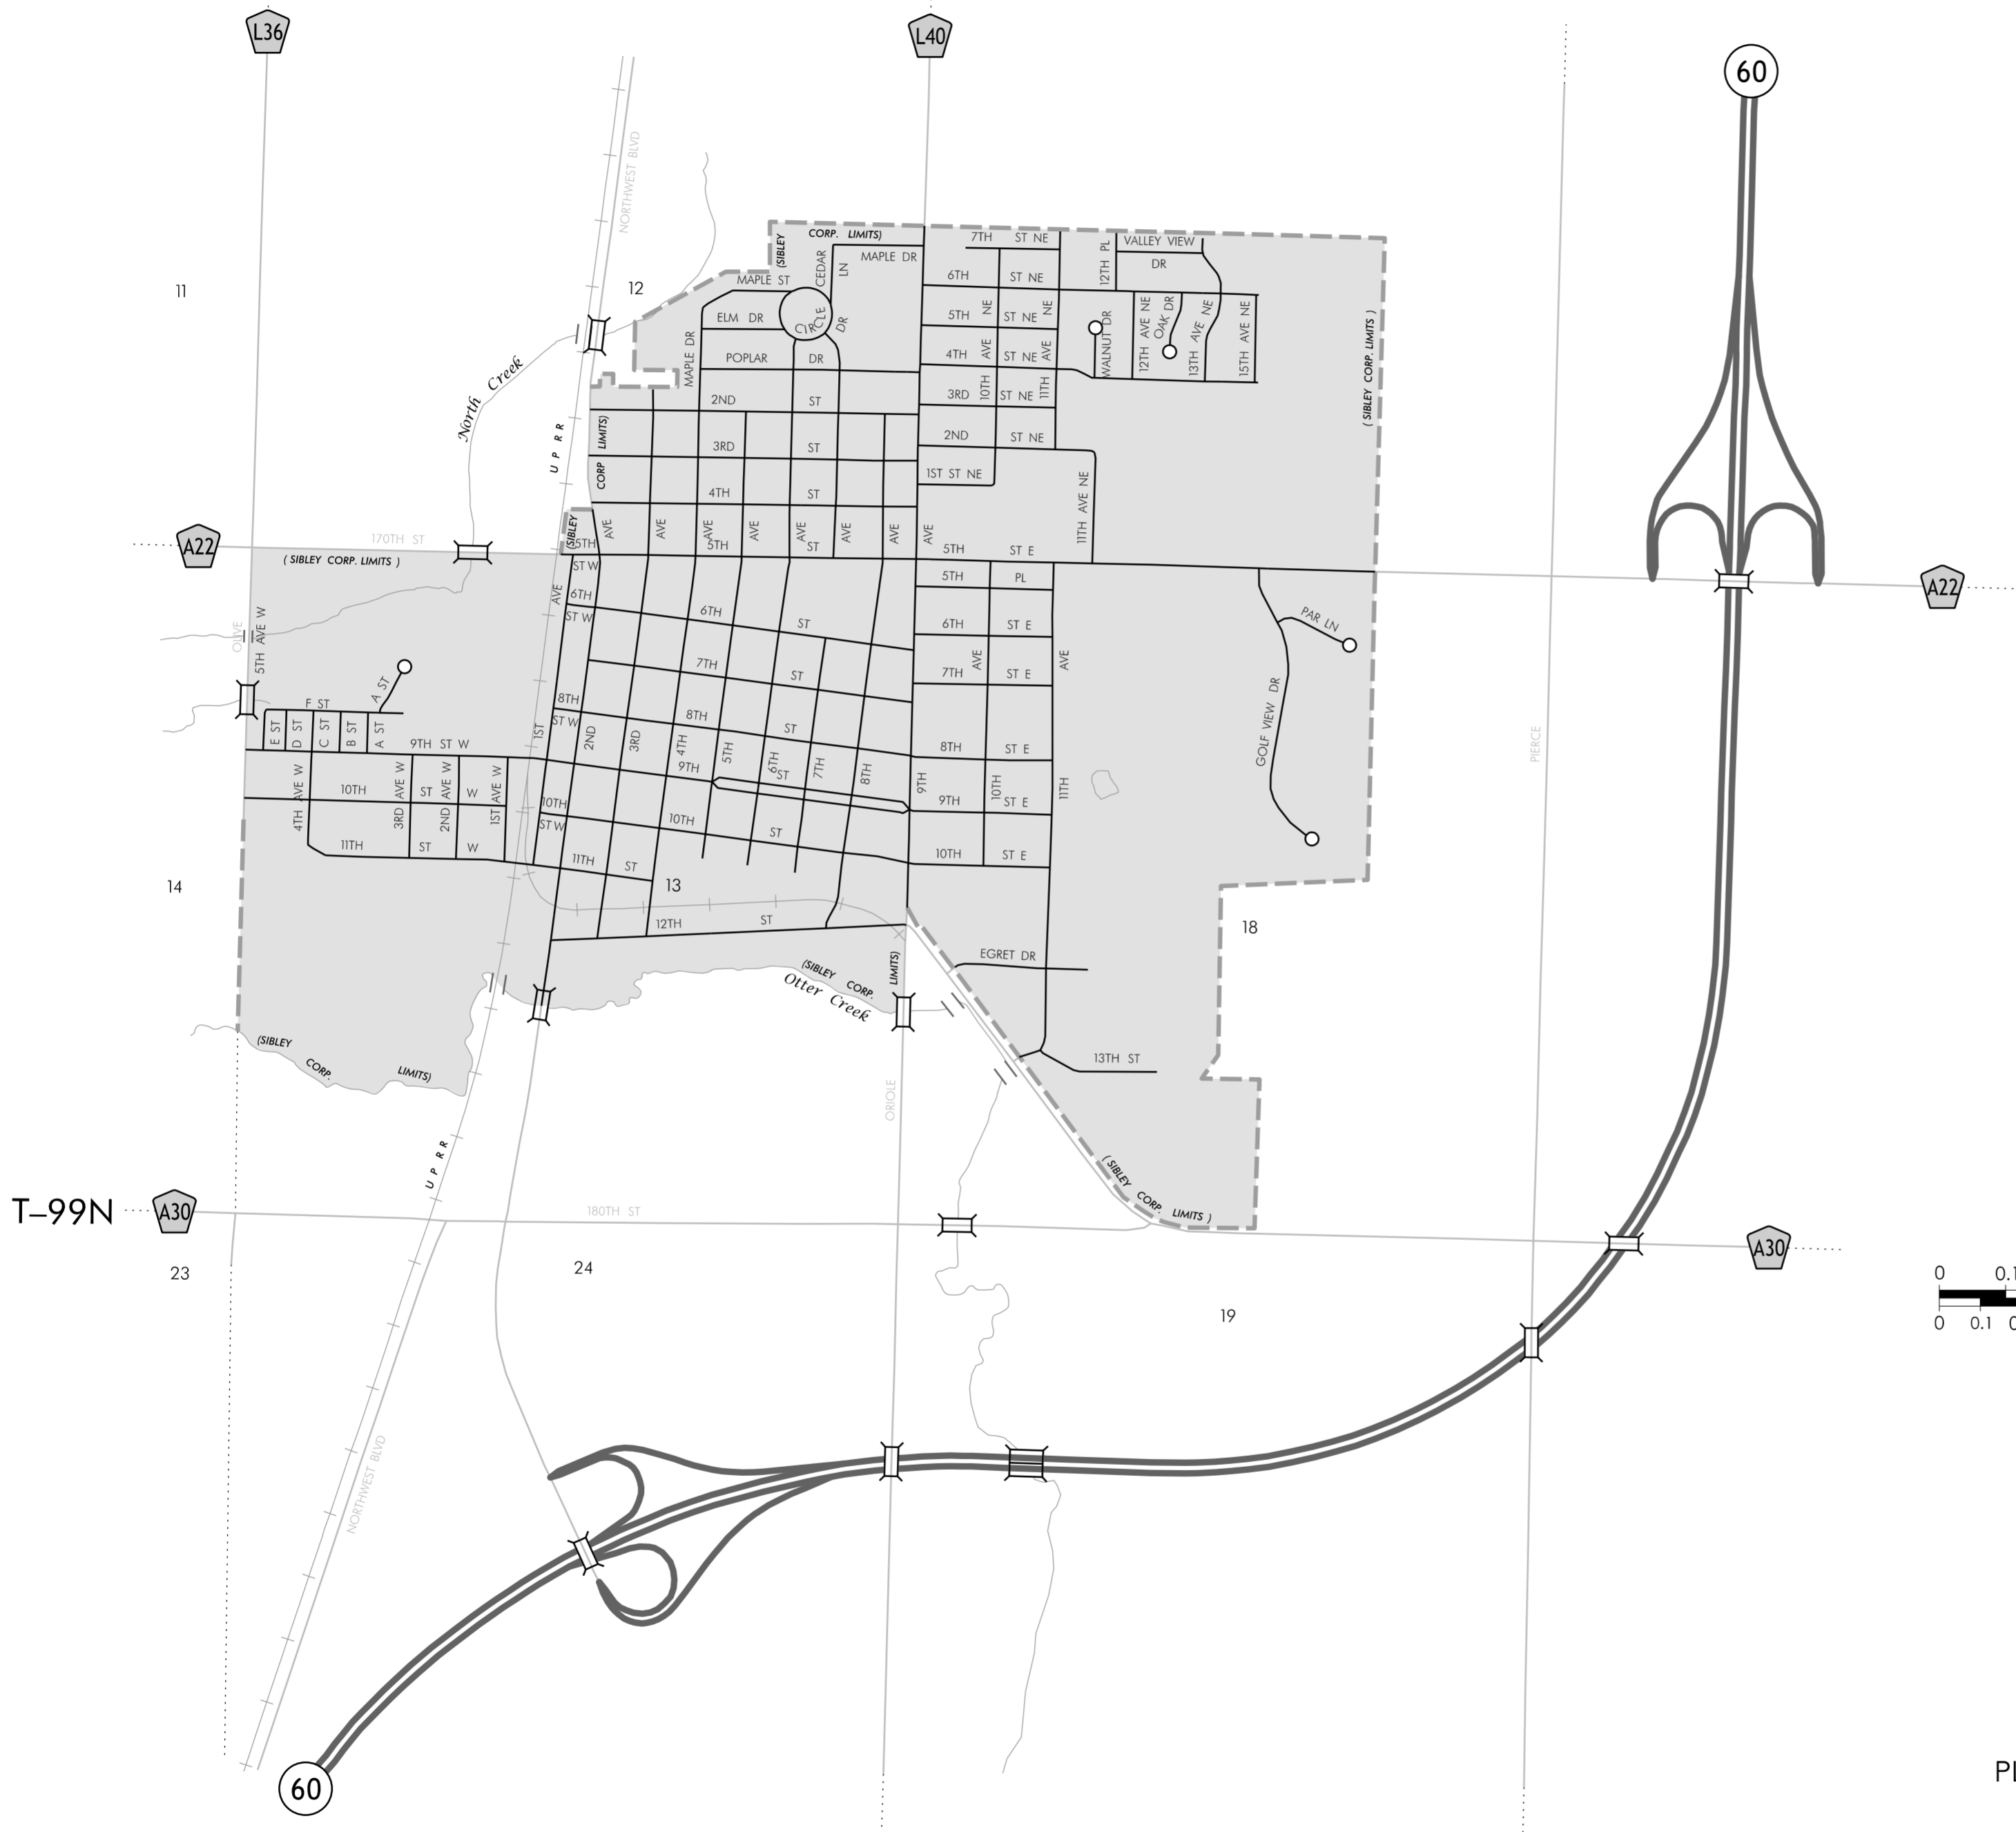 L36
L40
60
NORTHWEST BLVD
11
12
North Creek
U P RR
(SIBLEY
CORP. LIMITS)
7TH ST NE
MAPLE DR
CEDAR
LN
MAPLE ST
CIRCLE
DR
ELM DR
POPLAR DR
MAPLE DR
2ND ST
3RD ST
4TH ST
5TH ST
12TH PL
VALLEY VIEW
DR
6TH ST NE
5TH ST NE
4TH ST NE
3RD ST NE
2ND ST NE
1ST ST NE
10TH AVE NE
11TH AVE NE
WALNUT DR
12TH AVE NE
OAK DR
13TH AVE NE
15TH AVE NE
11TH AVE NE
( SIBLEY CORP. LIMITS )
(SIBLEY
CORP
LIMITS)
AVE
AVE
AVE
AVE
AVE
AVE
AVE
AVE
A22
170TH ST
( SIBLEY CORP. LIMITS )
5TH
ST W
5TH ST E
5TH PL
A22
OLIVE
5TH AVE W
AVE
6TH
ST W
6TH ST
6TH ST E
7TH ST
7TH ST E
AVE
AVE
PAR LN
GOLF VIEW DR
PIERCE
A ST
F ST
E ST
D ST
C ST
B ST
A ST
8TH
ST W
8TH ST
8TH ST E
9TH ST W
9TH ST
9TH ST E
1ST
2ND
3RD
4TH
5TH
6TH
7TH
8TH
9TH
10TH
11TH
10TH ST W
4TH AVE W
3RD AVE W
2ND AVE W
1ST AVE W
10TH
ST W
10TH ST
10TH ST E
11TH ST W
11TH ST
13
14
18
12TH ST
EGRET DR
(SIBLEY CORP.
LIMITS)
Otter Creek
(SIBLEY CORP. LIMITS)
13TH ST
ORIOLE
U P RR
( SIBLEY CORP. LIMITS )
T–99N
A30
180TH ST
A30
23
24
19
0 0.1
0 0.1
NORTHWEST BLVD
60